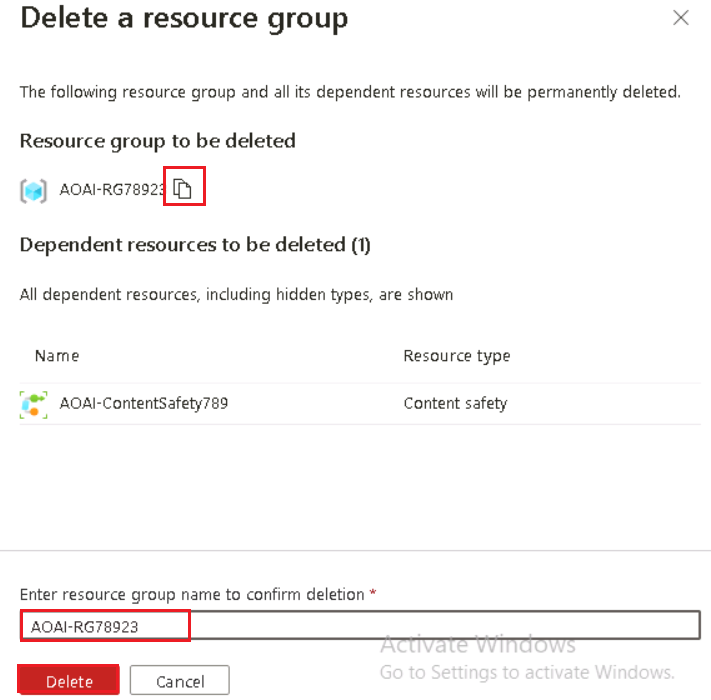 Delete a resource group
The following resource group and all its dependent resources will be permanently deleted.
Resource group to be deleted
AOAI-RG78923
Dependent resources to be deleted (1)
All dependent resources, including hidden types, are shown
Name Resource type
AOAI-ContentSafety789 Content safety
Enter resource group name to confirm deletion *
AOAI-RG78923
Activate Windows
Go to Settings to activate Windows.
Delete Cancel